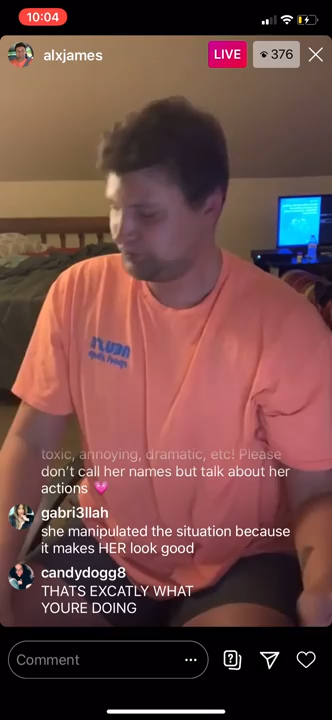 10:04
alxjames
LIVE
376
toxic, annoying, dramatic, etc! Please
don't call her names but talk about her
actions 💗
gabri3llah
she manipulated the situation because
it makes HER look good
candydogg8
THATS EXCATLY WHAT
YOURE DOING
Comment